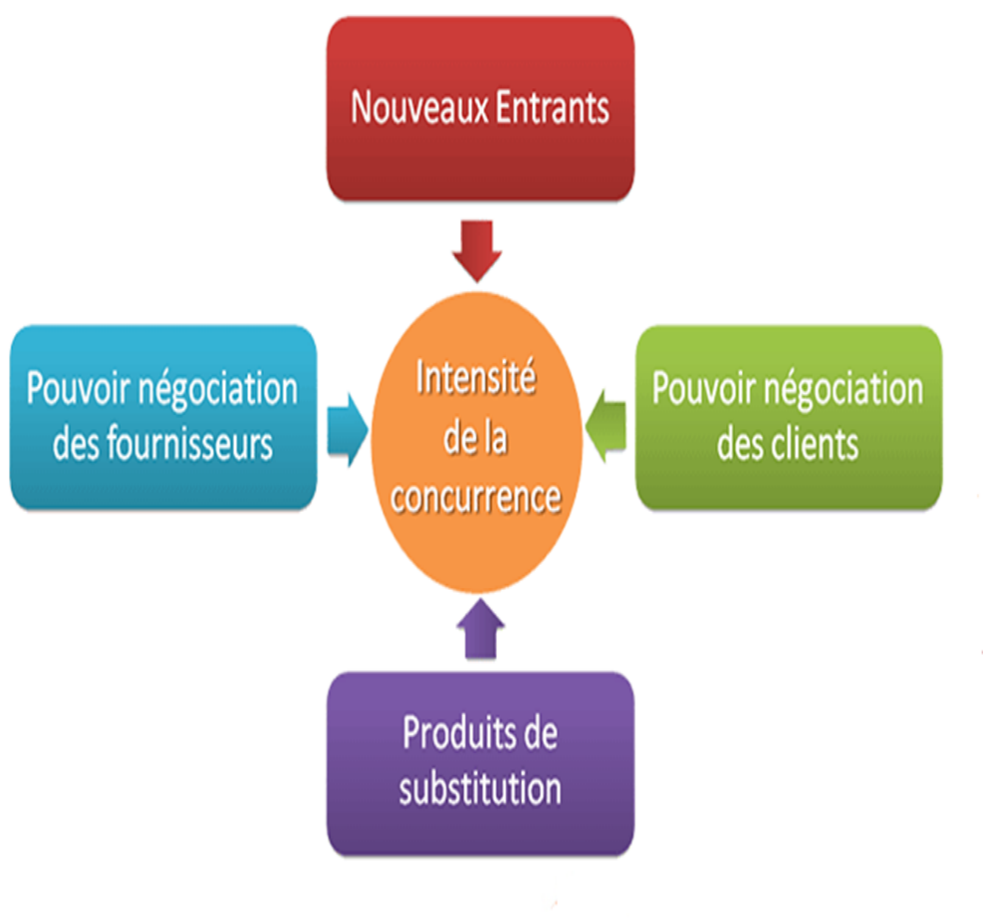 Nouveaux Entrants
Pouvoir négociation
des fournisseurs
Intensité
de la
concurrence
Pouvoir négociation
des clients
Produits de
substitution